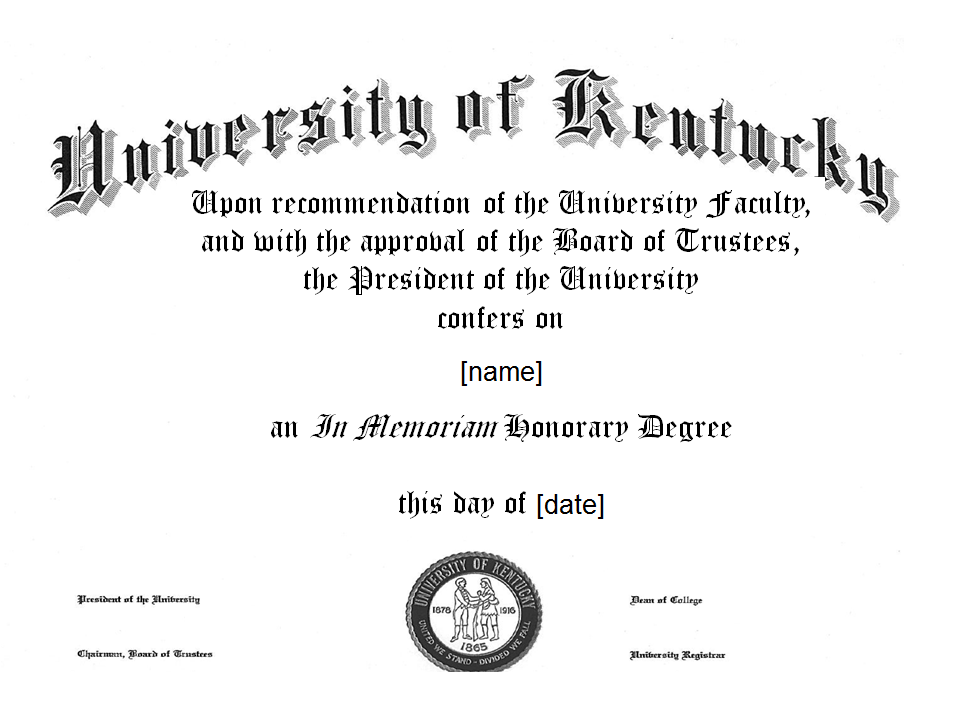 University of Kentucky
Upon recommendation of the University Faculty,
and with the approval of the Board of Trustees,
the President of the University
confers on
[name]
an In Memoriam Honorary Degree
this day of [date]
UNIVERSITY OF KENTUCKY
1878 1916
1865
UNITED WE STAND - DIVIDED WE FALL
President of the University
Dean of College
Chairman, Board of Trustees
University Registrar